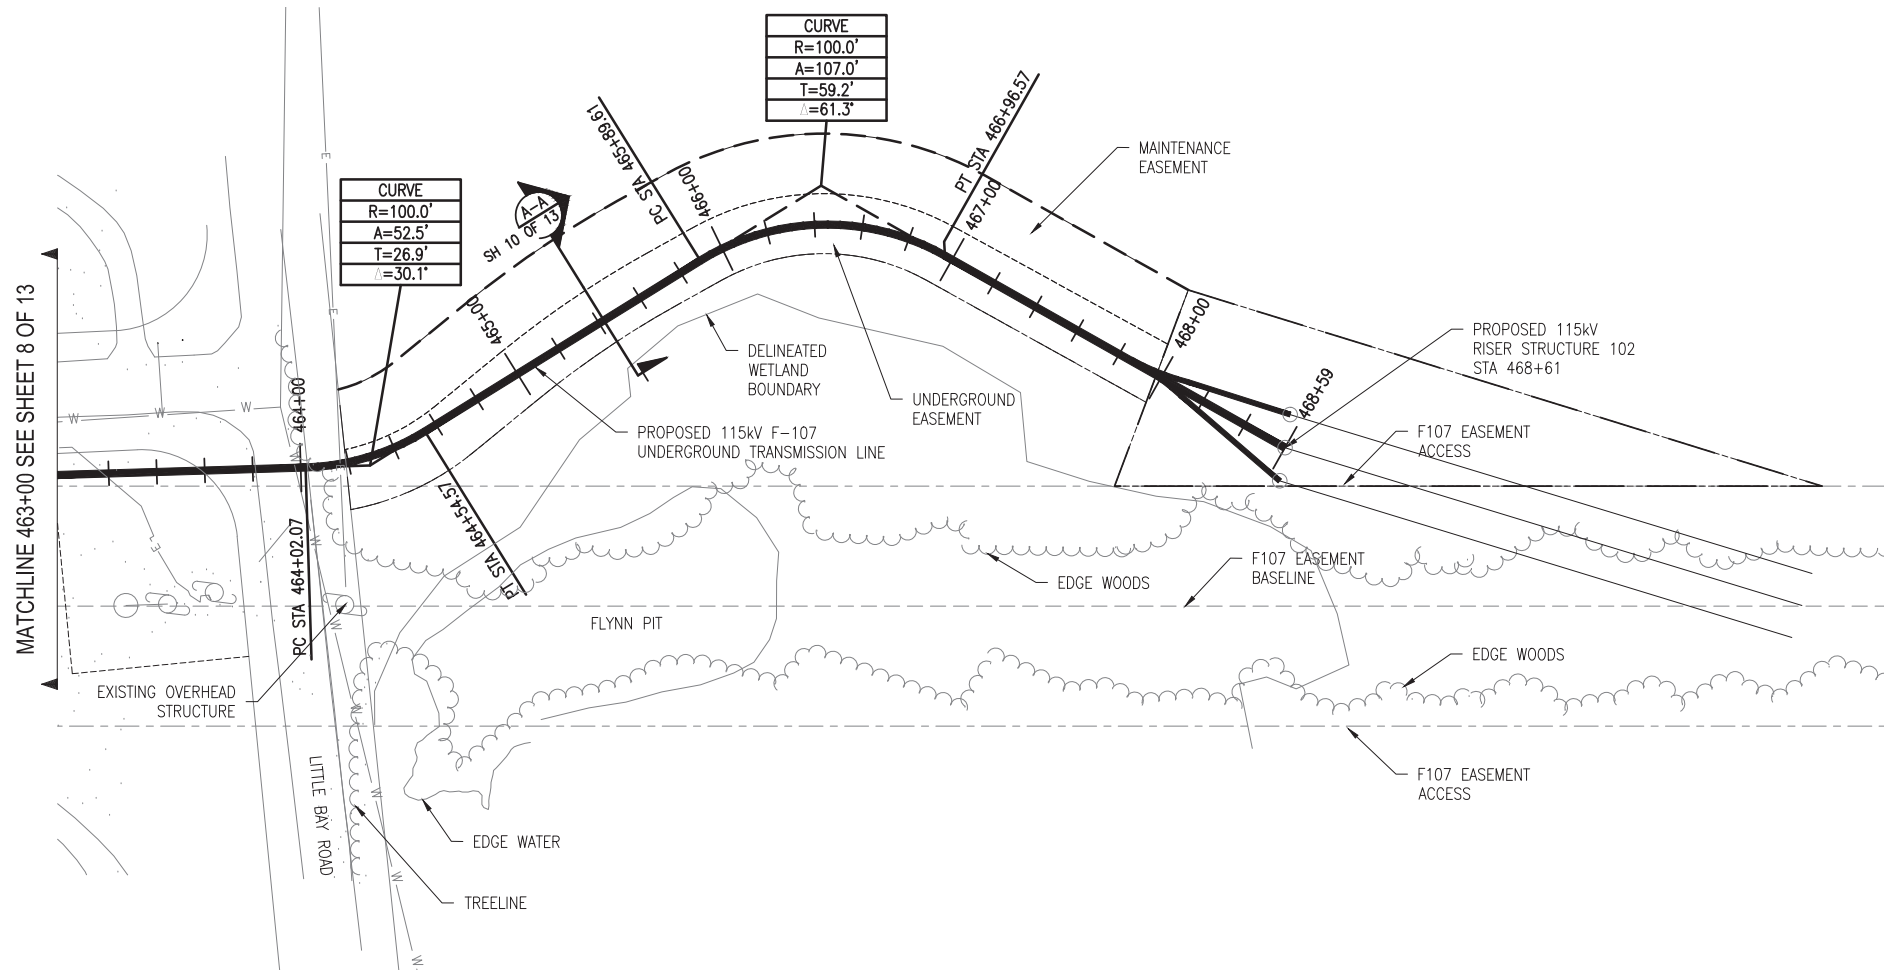 CURVE
R=100.0'
A=107.0'
T=59.2'
Δ=61.3°
CURVE
R=100.0'
A=52.5'
T=26.9'
Δ=30.1°
A-A
SH 10 OF 13
PC STA 465+89.61
466+00
PT STA 466+96.57
467+00
MAINTENANCE
EASEMENT
465+00
468+00
PROPOSED 115kV
RISER STRUCTURE 102
STA 468+61
468+59
DELINEATED
WETLAND
BOUNDARY
UNDERGROUND
EASEMENT
PROPOSED 115kV F-107
UNDERGROUND TRANSMISSION LINE
F107 EASEMENT
ACCESS
MATCHLINE 463+00 SEE SHEET 8 OF 13
464+00
PC STA 464+02.07
PT STA 464+54.57
EDGE WOODS
F107 EASEMENT
BASELINE
FLYNN PIT
EDGE WOODS
EXISTING OVERHEAD
STRUCTURE
LITTLE BAY ROAD
F107 EASEMENT
ACCESS
EDGE WATER
TREELINE
E
E
E
E
W
W
W
W
W
W
W
W
W
W
W